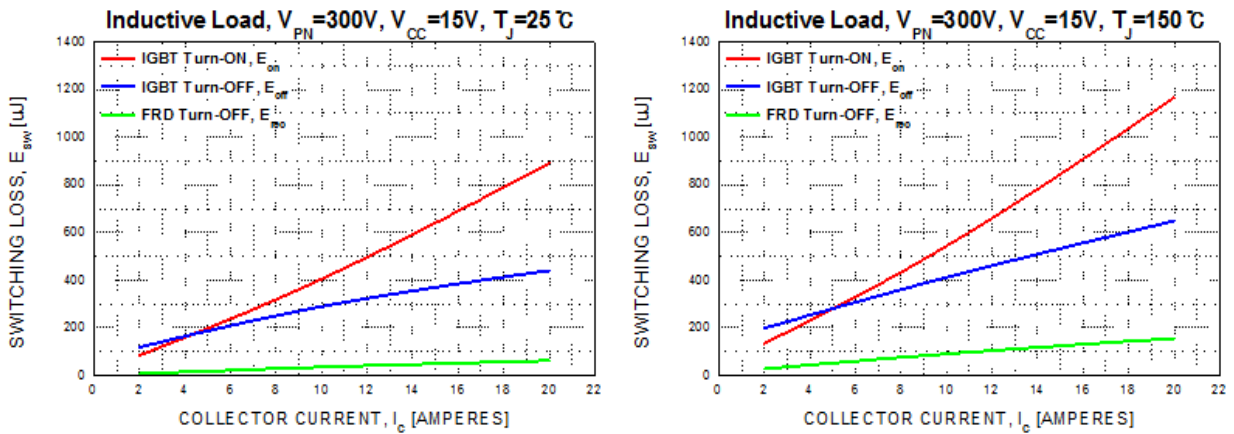 Inductive Load, VPN=300V, VCC=15V, TJ=25℃
1400
1200
1000
800
600
400
200
0
SWITCHING LOSS, ESW [uJ]
IGBT Turn-ON, Eon
IGBT Turn-OFF, Eoff
FRD Turn-OFF, Erec
0 2 4 6 8 10 12 14 16 18 20 22
COLLECTOR CURRENT, Ic [AMPERES]
Inductive Load, VPN=300V, VCC=15V, TJ=150℃
1400
1200
1000
800
600
400
200
0
SWITCHING LOSS, ESW [uJ]
IGBT Turn-ON, Eon
IGBT Turn-OFF, Eoff
FRD Turn-OFF, Erec
0 2 4 6 8 10 12 14 16 18 20 22
COLLECTOR CURRENT, Ic [AMPERES]